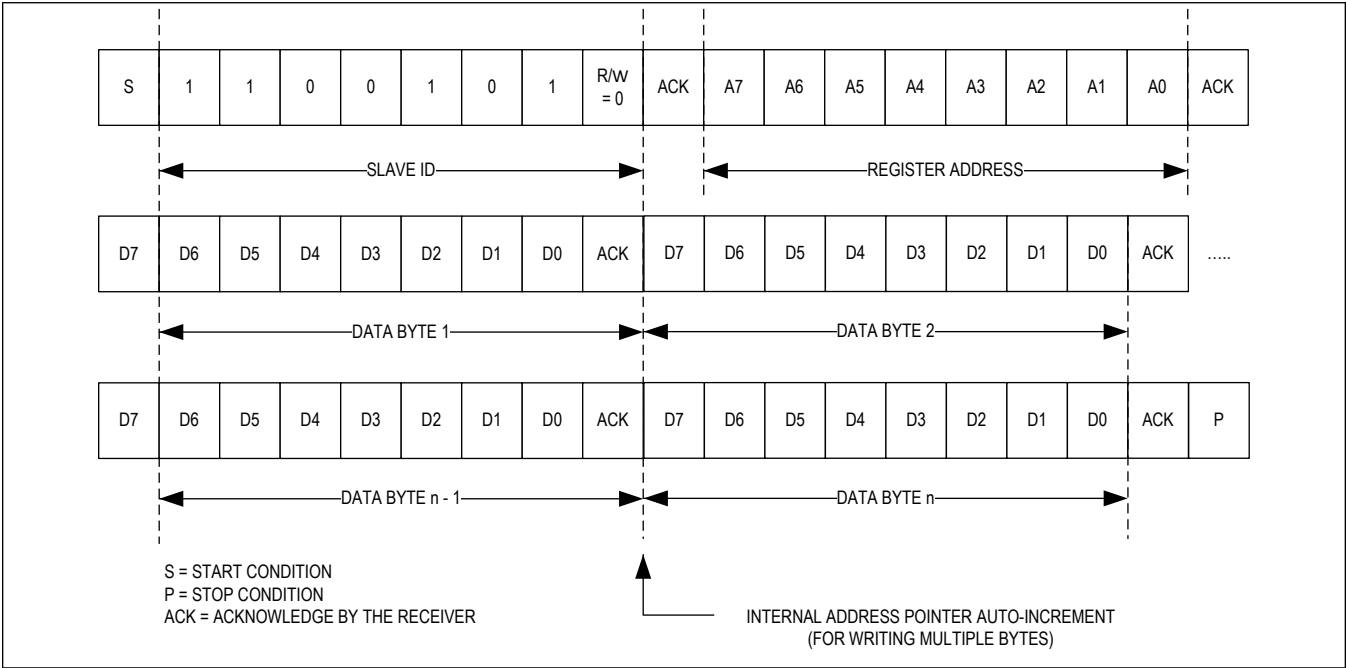 S 1 1 0 0 1 0 1 R/W = 0 ACK A7 A6 A5 A4 A3 A2 A1 A0 ACK
SLAVE ID REGISTER ADDRESS
D7 D6 D5 D4 D3 D2 D1 D0 ACK D7 D6 D5 D4 D3 D2 D1 D0 ACK .....
DATA BYTE 1 DATA BYTE 2
D7 D6 D5 D4 D3 D2 D1 D0 ACK D7 D6 D5 D4 D3 D2 D1 D0 ACK P
DATA BYTE n - 1 DATA BYTE n
S = START CONDITION
P = STOP CONDITION
ACK = ACKNOWLEDGE BY THE RECEIVER
INTERNAL ADDRESS POINTER AUTO-INCREMENT
(FOR WRITING MULTIPLE BYTES)